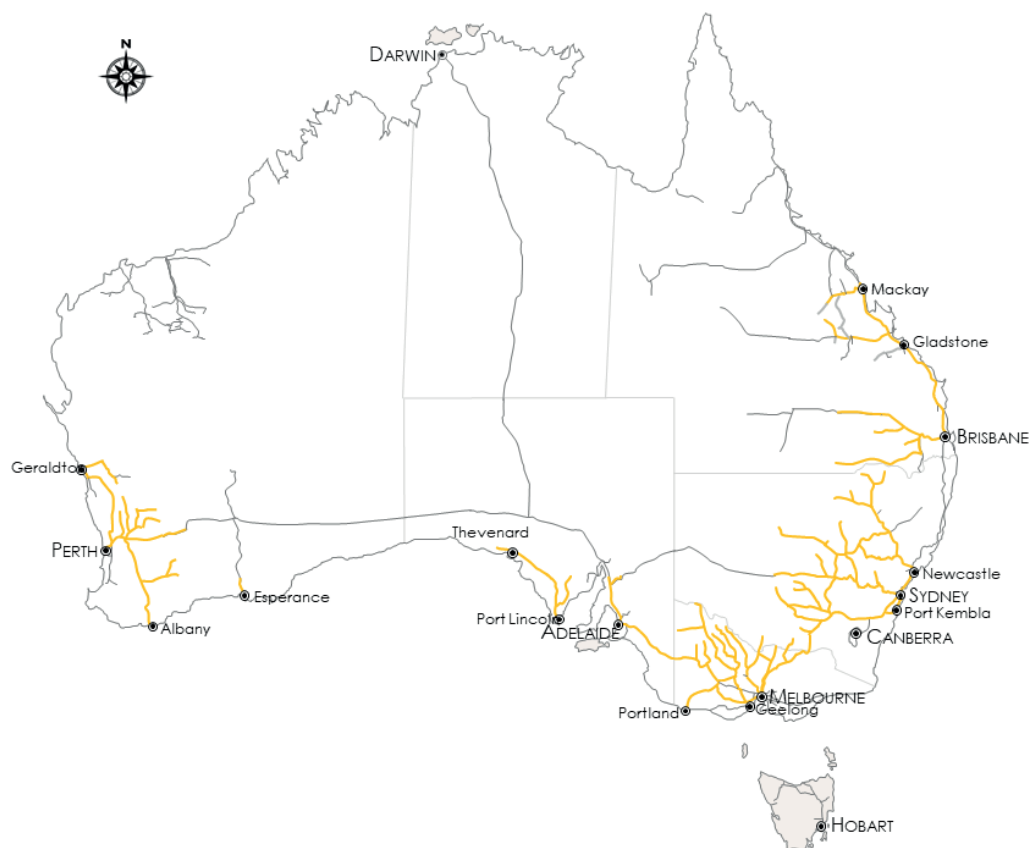 N
DARWIN
Mackay
Gladstone
BRISBANE
Geraldto
Thevenard
PERTH
Newcastle
Esperance
SYDNEY
Port Kembla
Port Lincoln
Albany
ADELAIDE
CANBERRA
MELBOURNE
Portland
Geelong
HOBART